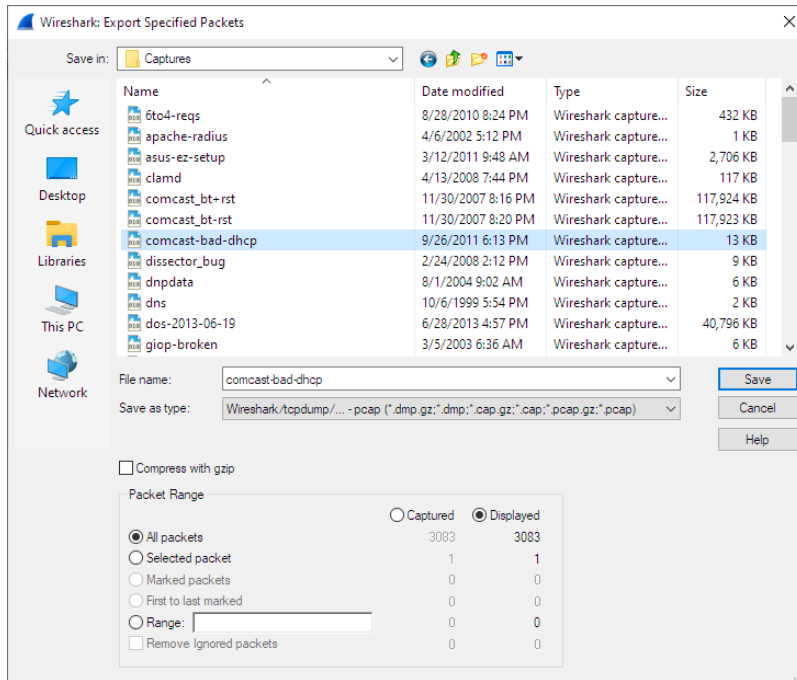 Wireshark: Export Specified Packets
Save in: Captures
Name Date modified Type Size
6to4-reqs 8/28/2010 8:24 PM Wireshark capture... 432 KB
apache-radius 4/6/2002 5:12 PM Wireshark capture... 1 KB
asus-ez-setup 3/12/2011 9:48 AM Wireshark capture... 2,706 KB
clamd 4/13/2008 7:44 PM Wireshark capture... 117 KB
comcast_bt+rst 11/30/2007 8:16 PM Wireshark capture... 117,924 KB
comcast_bt-rst 11/30/2007 8:20 PM Wireshark capture... 117,923 KB
comcast-bad-dhcp 9/26/2011 6:13 PM Wireshark capture... 13 KB
dissector_bug 2/24/2008 2:12 PM Wireshark capture... 9 KB
dnpdata 8/1/2004 9:02 AM Wireshark capture... 6 KB
dns 10/6/1999 5:54 PM Wireshark capture... 2 KB
dos-2013-06-19 6/28/2013 4:57 PM Wireshark capture... 40,796 KB
giop-broken 3/5/2003 6:36 AM Wireshark capture... 6 KB
Quick access
Desktop
Libraries
This PC
Network
File name: comcast-bad-dhcp Save
Save as type: Wireshark/tcpdump/... - pcap (*.dmp.gz;*.dmp;*.cap.gz;*.cap;*.pcap.gz;*.pcap) Cancel
Help
Compress with gzip
Packet Range
Captured Displayed
All packets 3083 3083
Selected packet 1 1
Marked packets 0 0
First to last marked 0 0
Range: 0 0
Remove Ignored packets 0 0